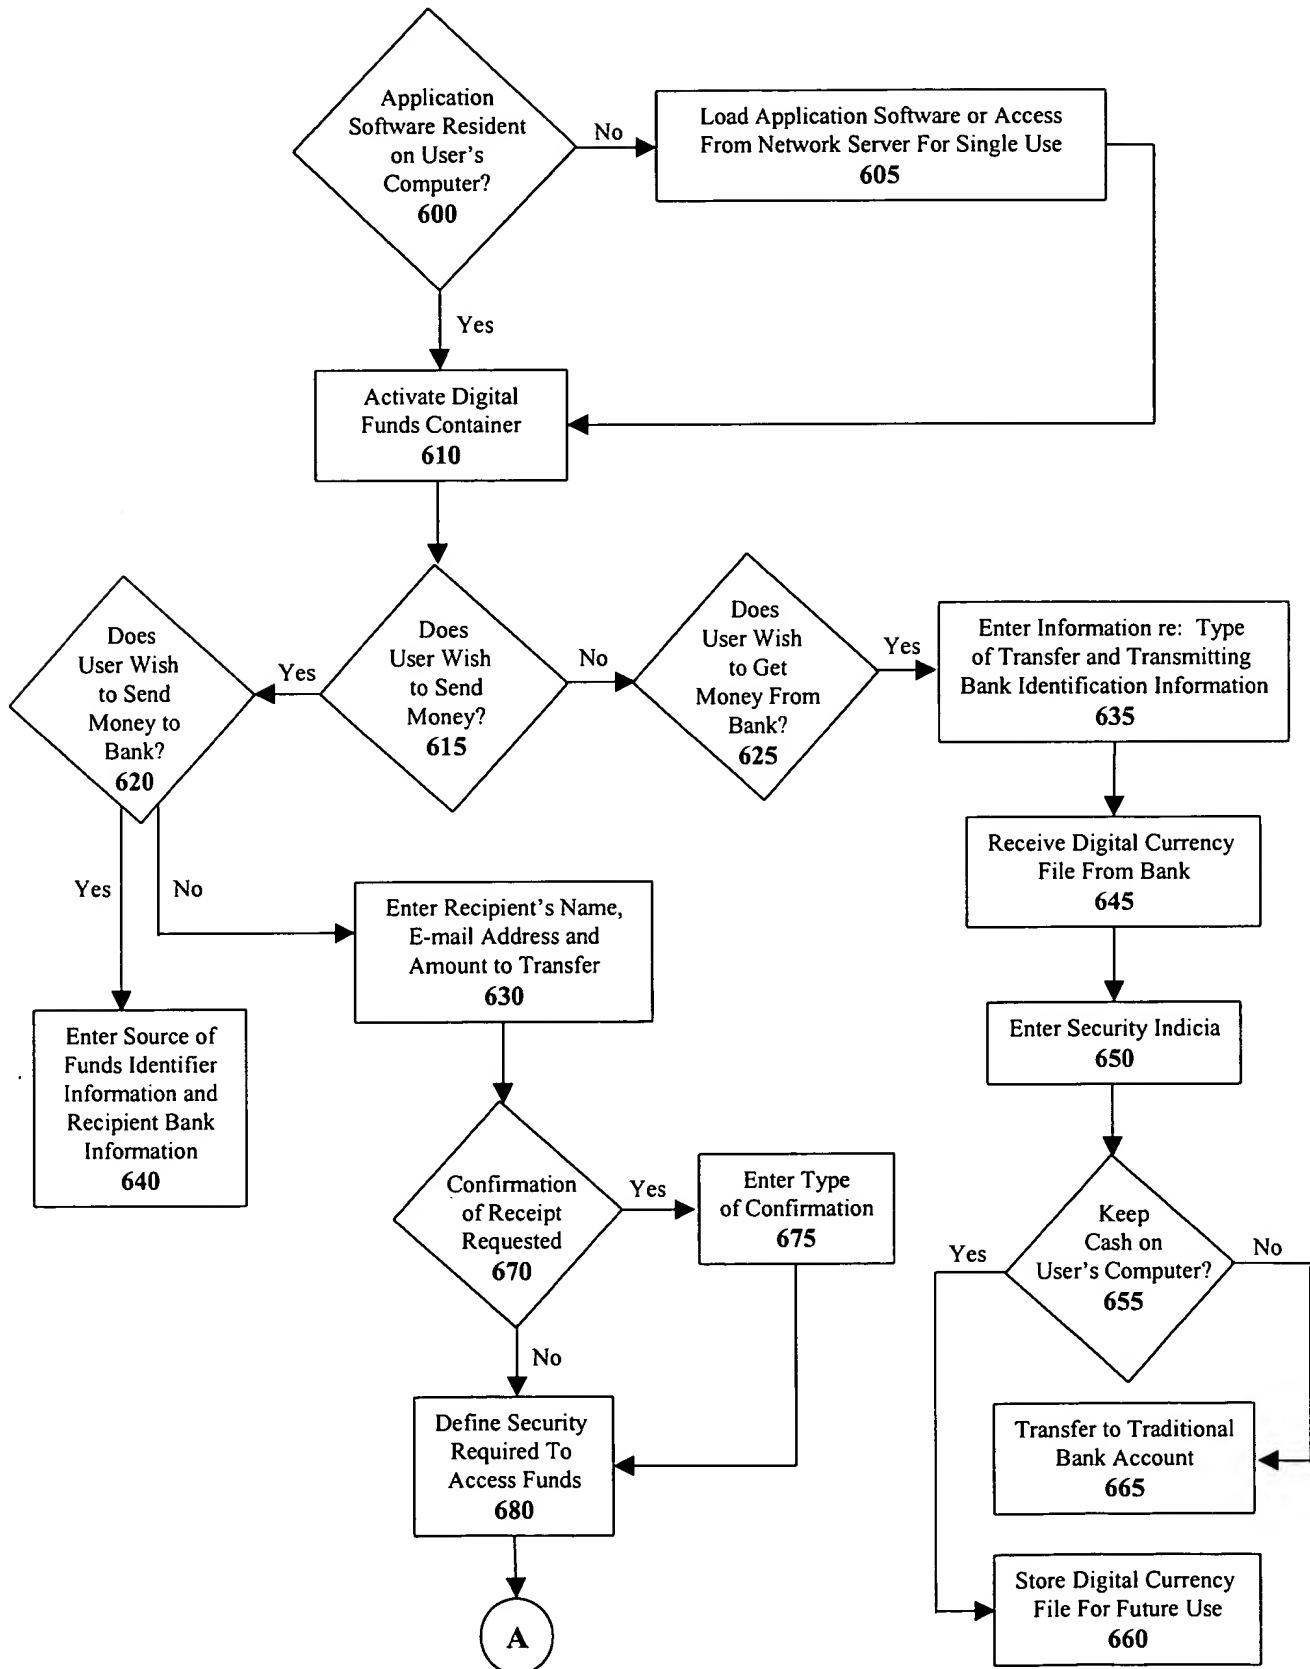 Application
Software Resident
on User's
Computer?
600
No
Load Application Software or Access
From Network Server For Single Use
605
Yes
Activate Digital
Funds Container
610
Does
User Wish
to Send
Money to
Bank?
620
Yes
Does
User Wish
to Send
Money?
615
No
Does
User Wish
to Get
Money From
Bank?
625
Yes
Enter Information re: Type
of Transfer and Transmitting
Bank Identification Information
635
Receive Digital Currency
File From Bank
645
Yes
No
Enter Recipient's Name,
E-mail Address and
Amount to Transfer
630
Enter Source of
Funds Identifier
Information and
Recipient Bank
Information
640
Enter Security Indicia
650
Confirmation
of Receipt
Requested
670
Yes
Enter Type
of Confirmation
675
Yes
Keep
Cash on
User's Computer?
655
No
No
Define Security
Required To
Access Funds
680
Transfer to Traditional
Bank Account
665
Store Digital Currency
File For Future Use
660
A